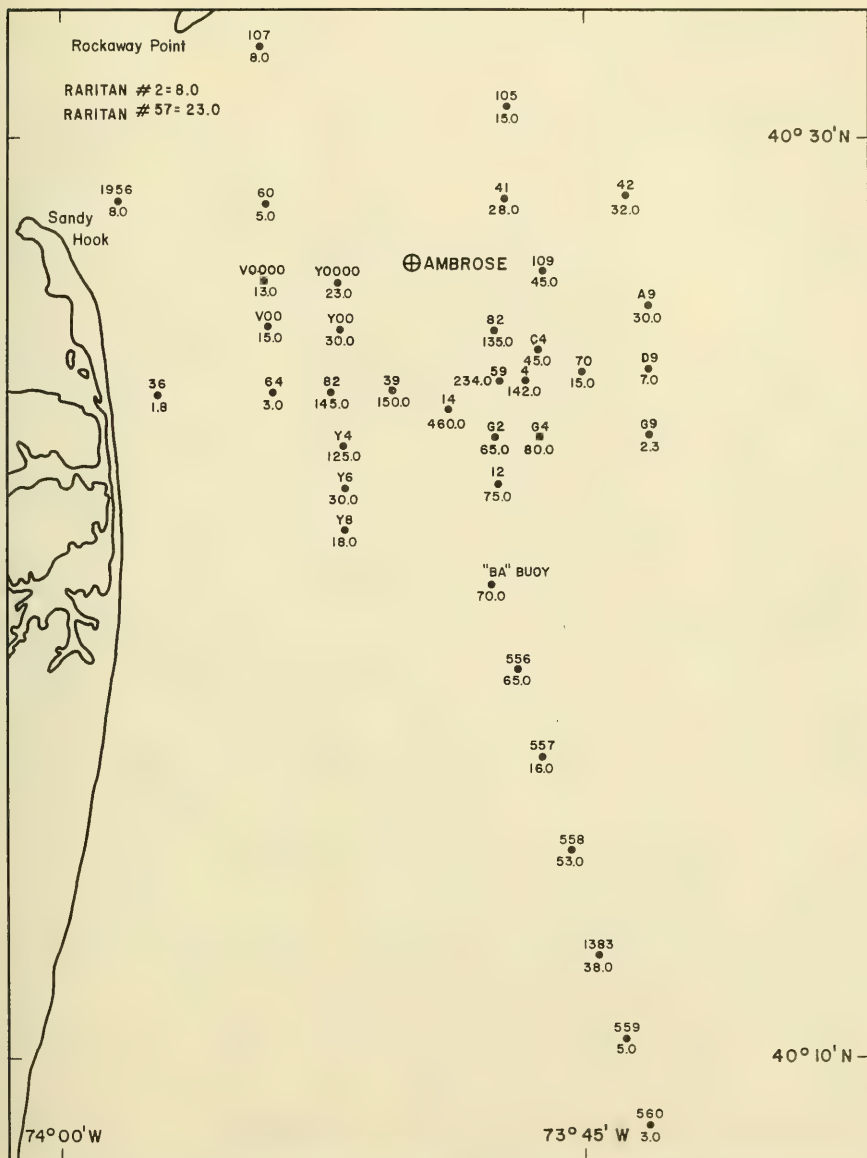 107
Rockaway Point
8.0
RARITAN #2=8.0
RARITAN #57=23.0
105
15.0
40° 30' N
1956
8.0
60
5.0
41
28.0
42
32.0
Sandy
Hook
AMBROSE
109
45.0
V0000
13.0
Y0000
23.0
A9
30.0
V00
15.0
Y00
30.0
82
135.0
C4
45.0
70
15.0
D9
7.0
36
1.8
64
3.0
82
145.0
39
150.0
14
460.0
59
234.0
4
142.0
G2
65.0
G4
80.0
G9
2.3
Y4
125.0
Y6
30.0
12
75.0
Y8
18.0
"BA" BUOY
70.0
556
65.0
557
16.0
558
53.0
1383
38.0
559
5.0
40° 10' N
560
3.0
74° 00' W
73° 45' W